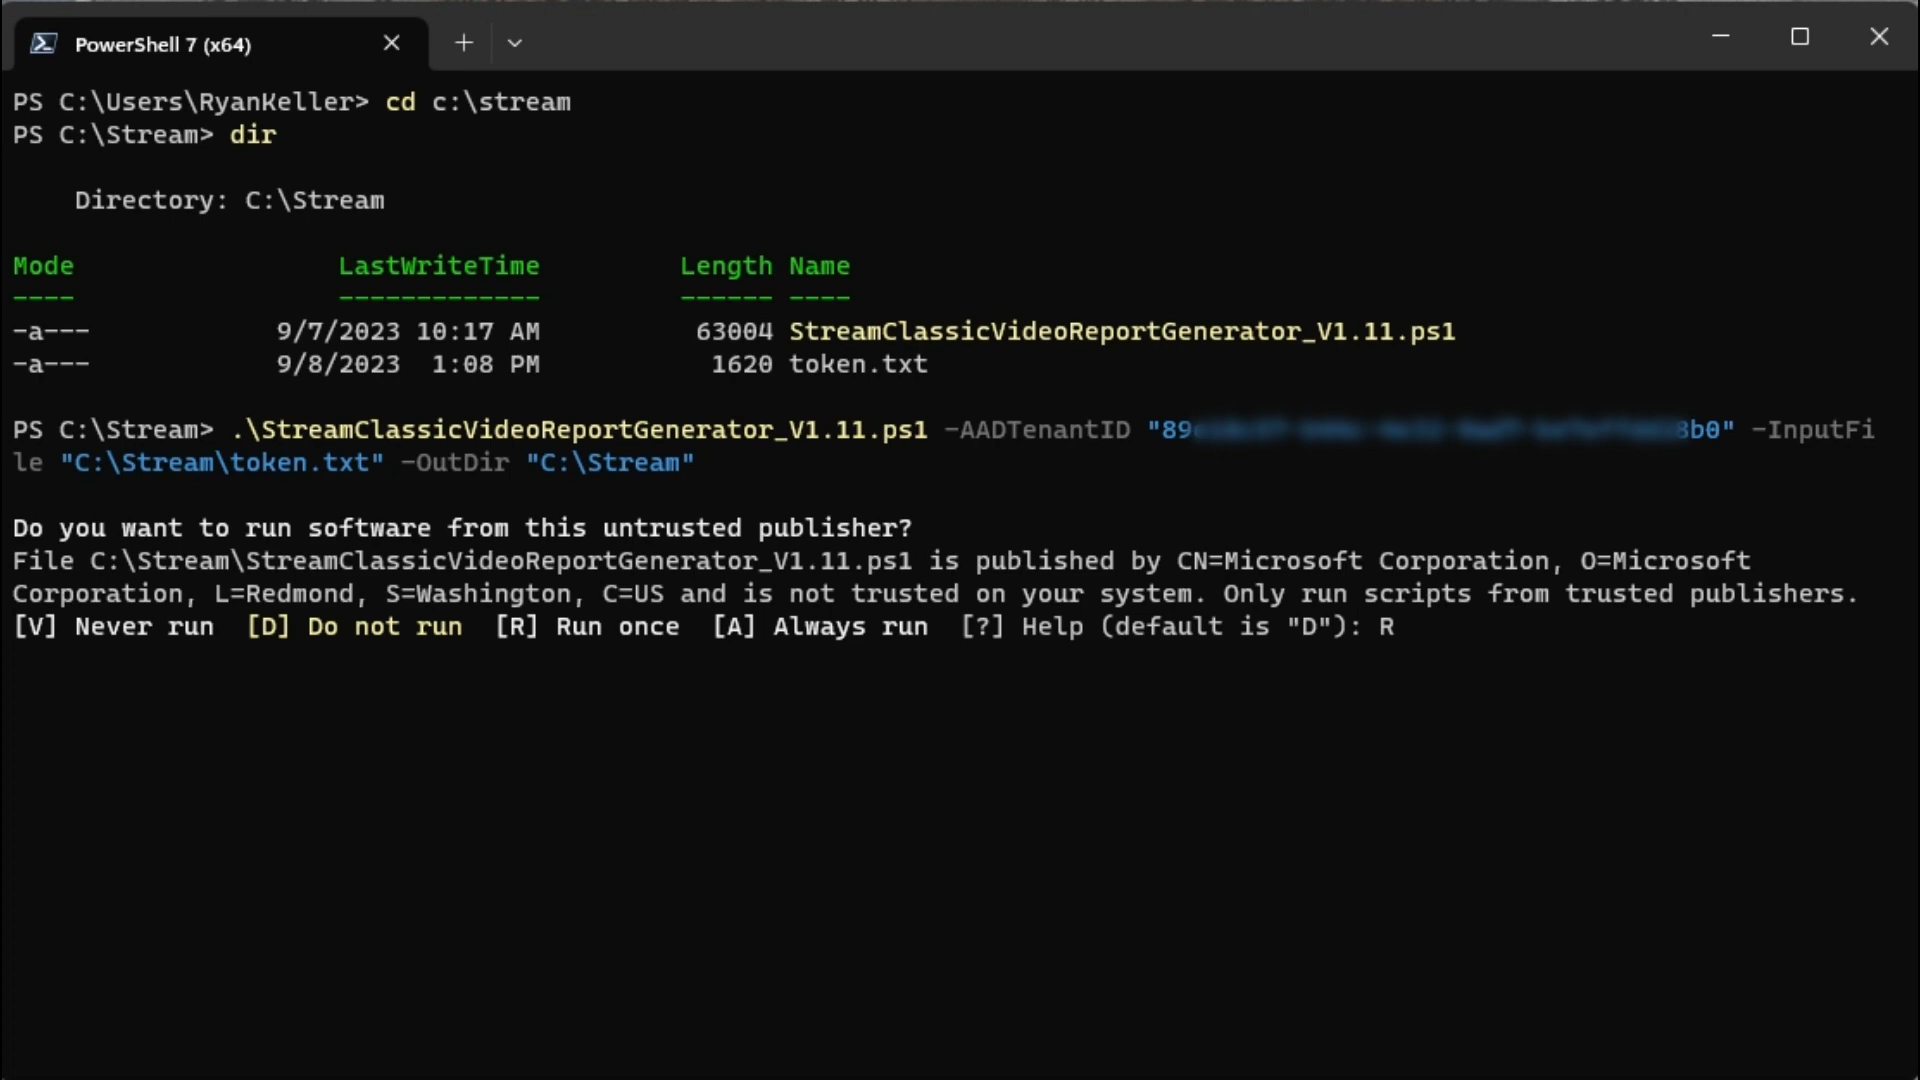 PowerShell 7 (x64)
PS C:\Users\RyanKeller> cd c:\stream
PS C:\Stream> dir
Directory: C:\Stream
Mode LastWriteTime Length Name
---- ------------- ------ ----
-a--- 9/7/2023 10:17 AM 63004 StreamClassicVideoReportGenerator_V1.11.ps1
-a--- 9/8/2023 1:08 PM 1620 token.txt
PS C:\Stream> .\StreamClassicVideoReportGenerator_V1.11.ps1 -AADTenantID "89 b0" -InputFi
le "C:\Stream\token.txt" -OutDir "C:\Stream"
Do you want to run software from this untrusted publisher?
File C:\Stream\StreamClassicVideoReportGenerator_V1.11.ps1 is published by CN=Microsoft Corporation, O=Microsoft
Corporation, L=Redmond, S=Washington, C=US and is not trusted on your system. Only run scripts from trusted publishers.
[V] Never run [D] Do not run [R] Run once [A] Always run [?] Help (default is "D"): R